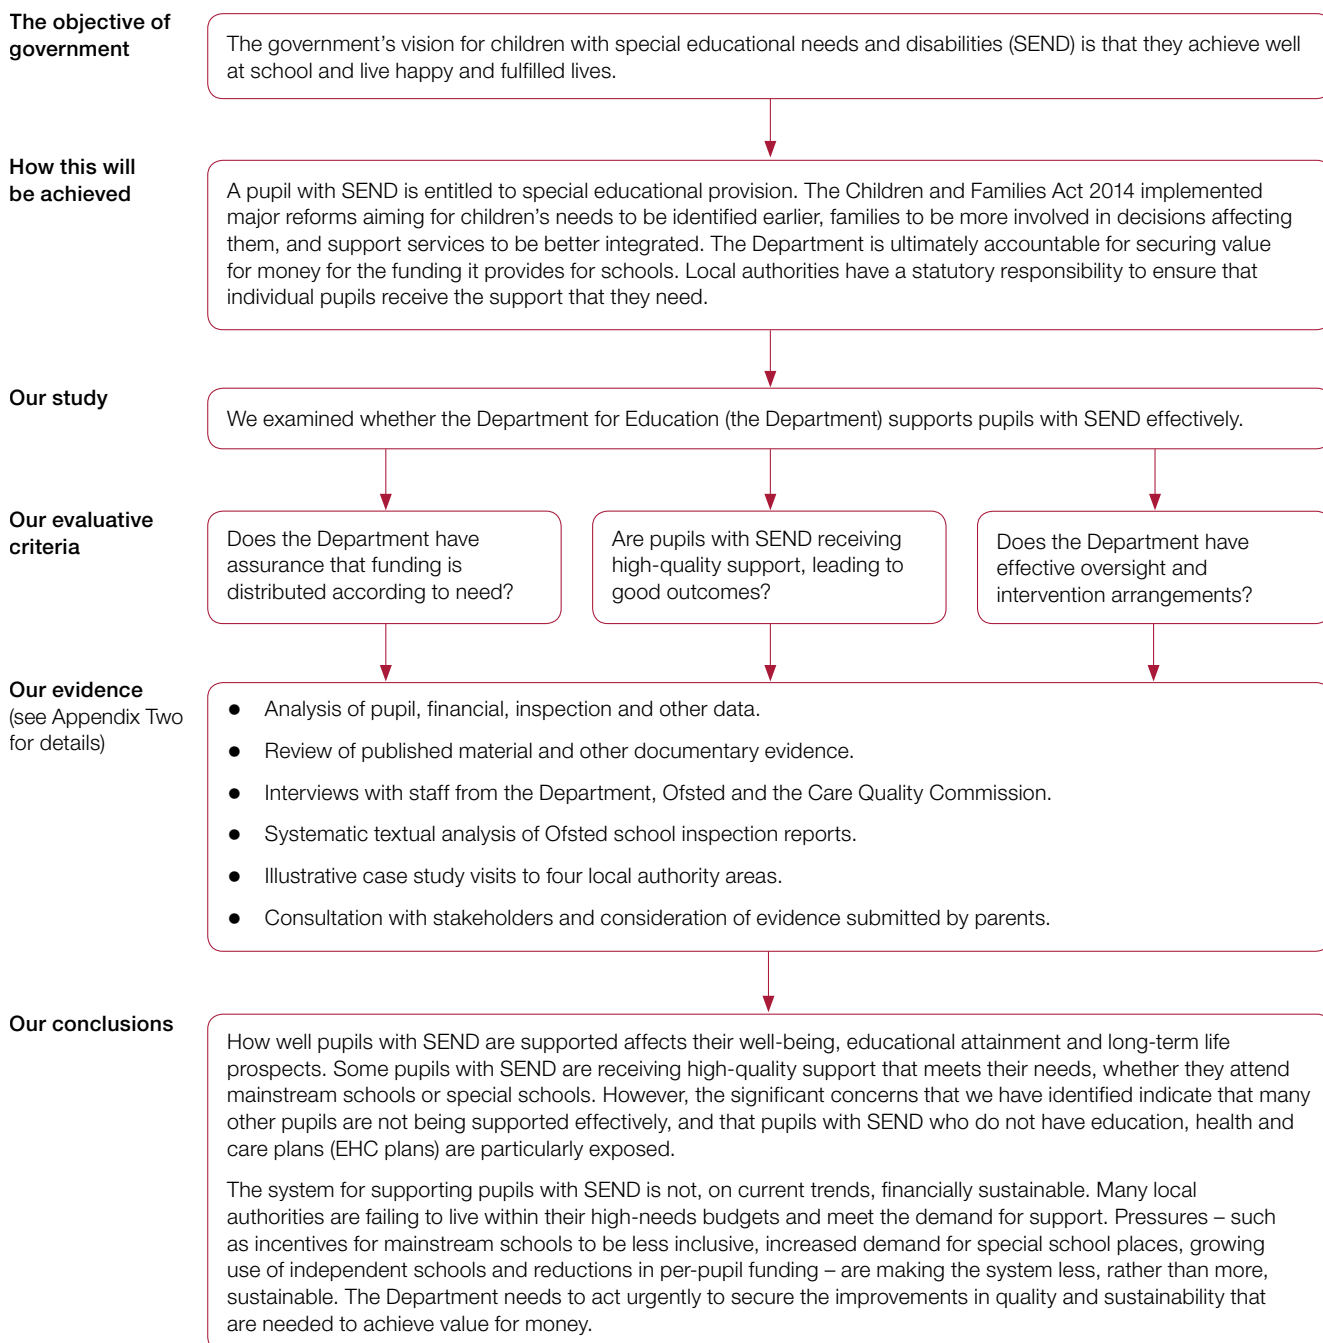 The objective of
government
The government’s vision for children with special educational needs and disabilities (SEND) is that they achieve well
at school and live happy and fulfilled lives.
How this will
be achieved
A pupil with SEND is entitled to special educational provision. The Children and Families Act 2014 implemented
major reforms aiming for children’s needs to be identified earlier, families to be more involved in decisions affecting
them, and support services to be better integrated. The Department is ultimately accountable for securing value
for money for the funding it provides for schools. Local authorities have a statutory responsibility to ensure that
individual pupils receive the support that they need.
Our study
We examined whether the Department for Education (the Department) supports pupils with SEND effectively.
Our evaluative
criteria
Does the Department have
assurance that funding is
distributed according to need?
Are pupils with SEND receiving
high-quality support, leading to
good outcomes?
Does the Department have
effective oversight and
intervention arrangements?
Our evidence
(see Appendix Two
for details)
● Analysis of pupil, financial, inspection and other data.
● Review of published material and other documentary evidence.
● Interviews with staff from the Department, Ofsted and the Care Quality Commission.
● Systematic textual analysis of Ofsted school inspection reports.
● Illustrative case study visits to four local authority areas.
● Consultation with stakeholders and consideration of evidence submitted by parents.
Our conclusions
How well pupils with SEND are supported affects their well-being, educational attainment and long-term life
prospects. Some pupils with SEND are receiving high-quality support that meets their needs, whether they attend
mainstream schools or special schools. However, the significant concerns that we have identified indicate that many
other pupils are not being supported effectively, and that pupils with SEND who do not have education, health and
care plans (EHC plans) are particularly exposed.
The system for supporting pupils with SEND is not, on current trends, financially sustainable. Many local
authorities are failing to live within their high-needs budgets and meet the demand for support. Pressures – such
as incentives for mainstream schools to be less inclusive, increased demand for special school places, growing
use of independent schools and reductions in per-pupil funding – are making the system less, rather than more,
sustainable. The Department needs to act urgently to secure the improvements in quality and sustainability that
are needed to achieve value for money.